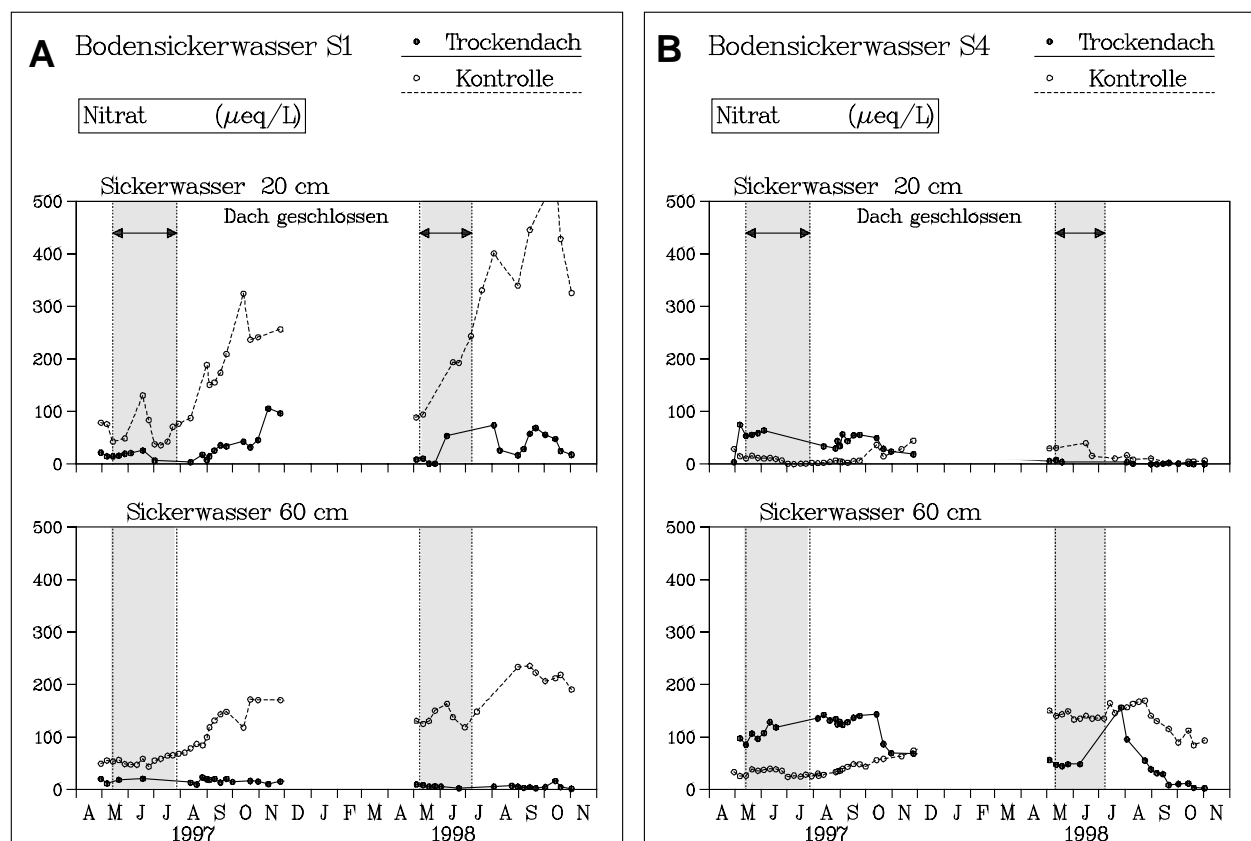 A Bodensickerwasser S1
Trockendach
Kontrolle
Nitrat (μeq/L)
Sickerwasser 20 cm
Dach geschlossen
500
400
300
200
100
0
Sickerwasser 60 cm
500
400
300
200
100
0
A M J J A S O N D J F M A M J J A S O N
1997 1998
B Bodensickerwasser S4
Trockendach
Kontrolle
Nitrat (μeq/L)
Sickerwasser 20 cm
Dach geschlossen
500
400
300
200
100
0
Sickerwasser 60 cm
500
400
300
200
100
0
A M J J A S O N D J F M A M J J A S O N
1997 1998